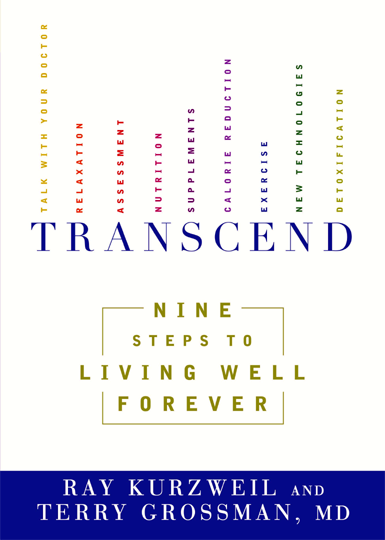 TALK WITH YOUR DOCTOR
RELAXATION
ASSESSMENT
NUTRITION
SUPPLEMENTS
CALORIE REDUCTION
EXERCISE
NEW TECHNOLOGIES
DETOXIFICATION
TRANSCEND
NINE
STEPS TO
LIVING WELL
FOREVER
RAY KURZWEIL AND
TERRY GROSSMAN, MD